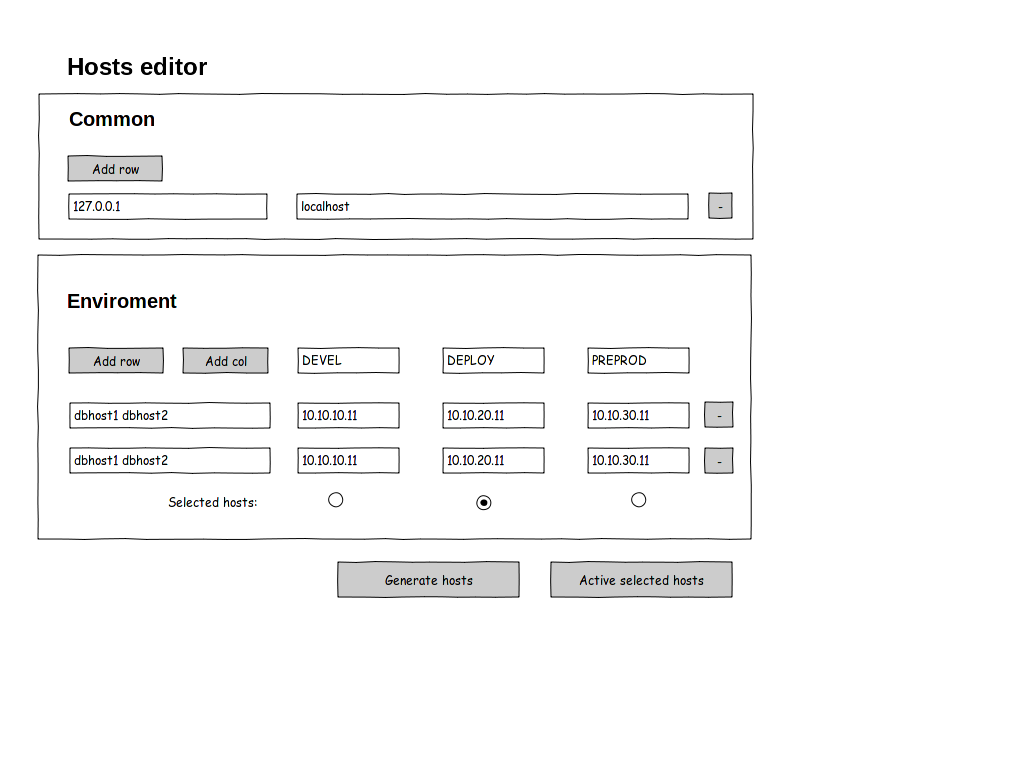 Hosts editor
Common
Add row
127.0.0.1 localhost -
Enviroment
Add row Add col DEVEL DEPLOY PREPROD
dbhost1 dbhost2 10.10.10.11 10.10.20.11 10.10.30.11 -
dbhost1 dbhost2 10.10.10.11 10.10.20.11 10.10.30.11 -
Selected hosts:
Generate hosts Active selected hosts